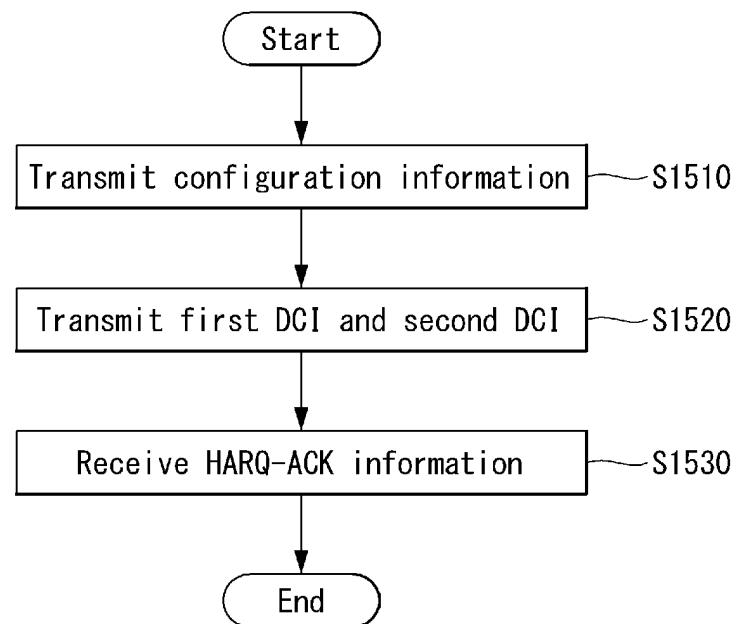 Start
Transmit configuration information
S1510
Transmit first DCI and second DCI
S1520
Receive HARQ-ACK information
S1530
End